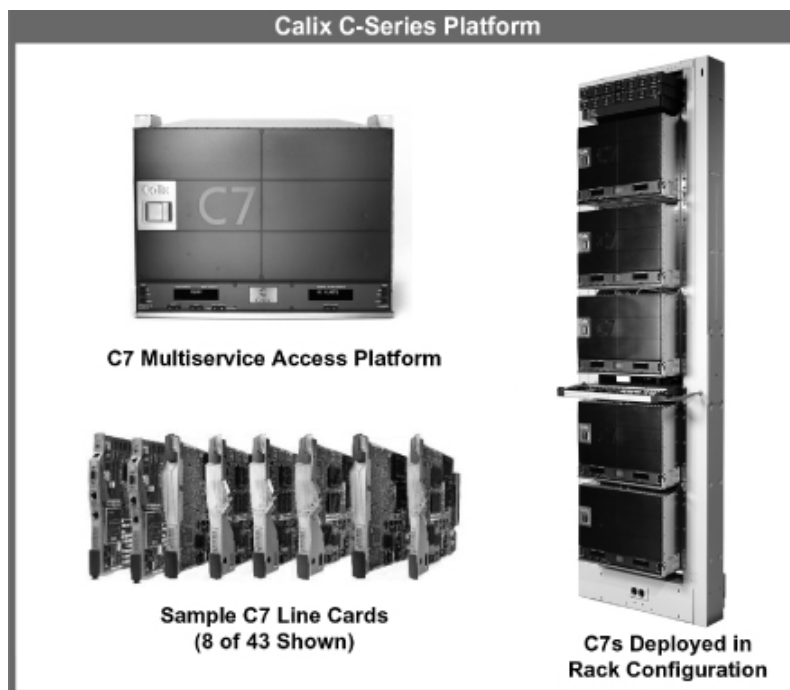 Calix C-Series Platform
Calix
C7
C7 Multiservice Access Platform
Sample C7 Line Cards
(8 of 43 Shown)
C7s Deployed in
Rack Configuration